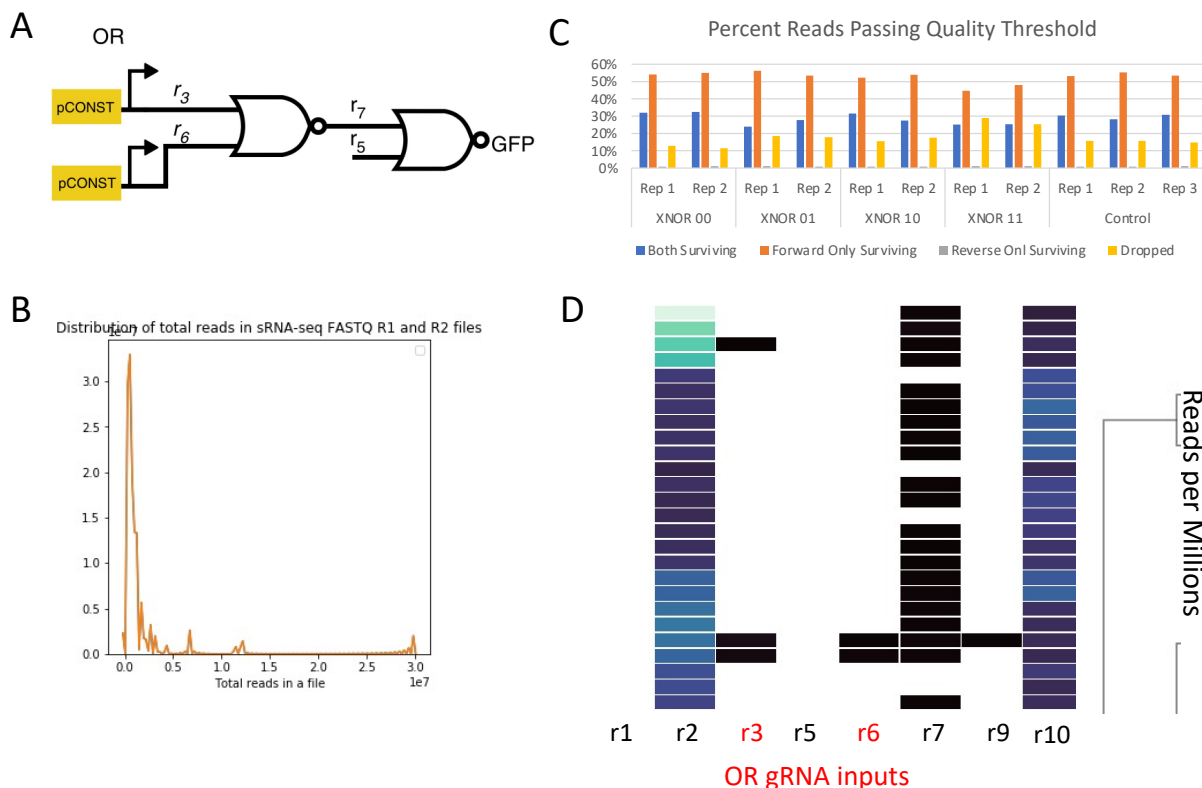 A
OR
pCONST
r3
r6
pCONST
r7
r5
GFP
C
Percent Reads Passing Quality Threshold
60%
50%
40%
30%
20%
10%
0%
Rep 1 Rep 2 Rep 1 Rep 2 Rep 1 Rep 2 Rep 1 Rep 2 Rep 1 Rep 2 Rep 3
XNOR 00 XNOR 01 XNOR 10 XNOR 11 Control
Both Surviving Forward Only Surviving Reverse Onl Surviving Dropped
B
Distribution of total reads in sRNA-seq FASTQ R1 and R2 files
1e-7
3.0
2.5
2.0
1.5
1.0
0.5
0.0
0.0 0.5 1.0 1.5 2.0 2.5 3.0
1e7
Total reads in a file
D
Reads per Millions
r1 r2 r3 r5 r6 r7 r9 r10
OR gRNA inputs